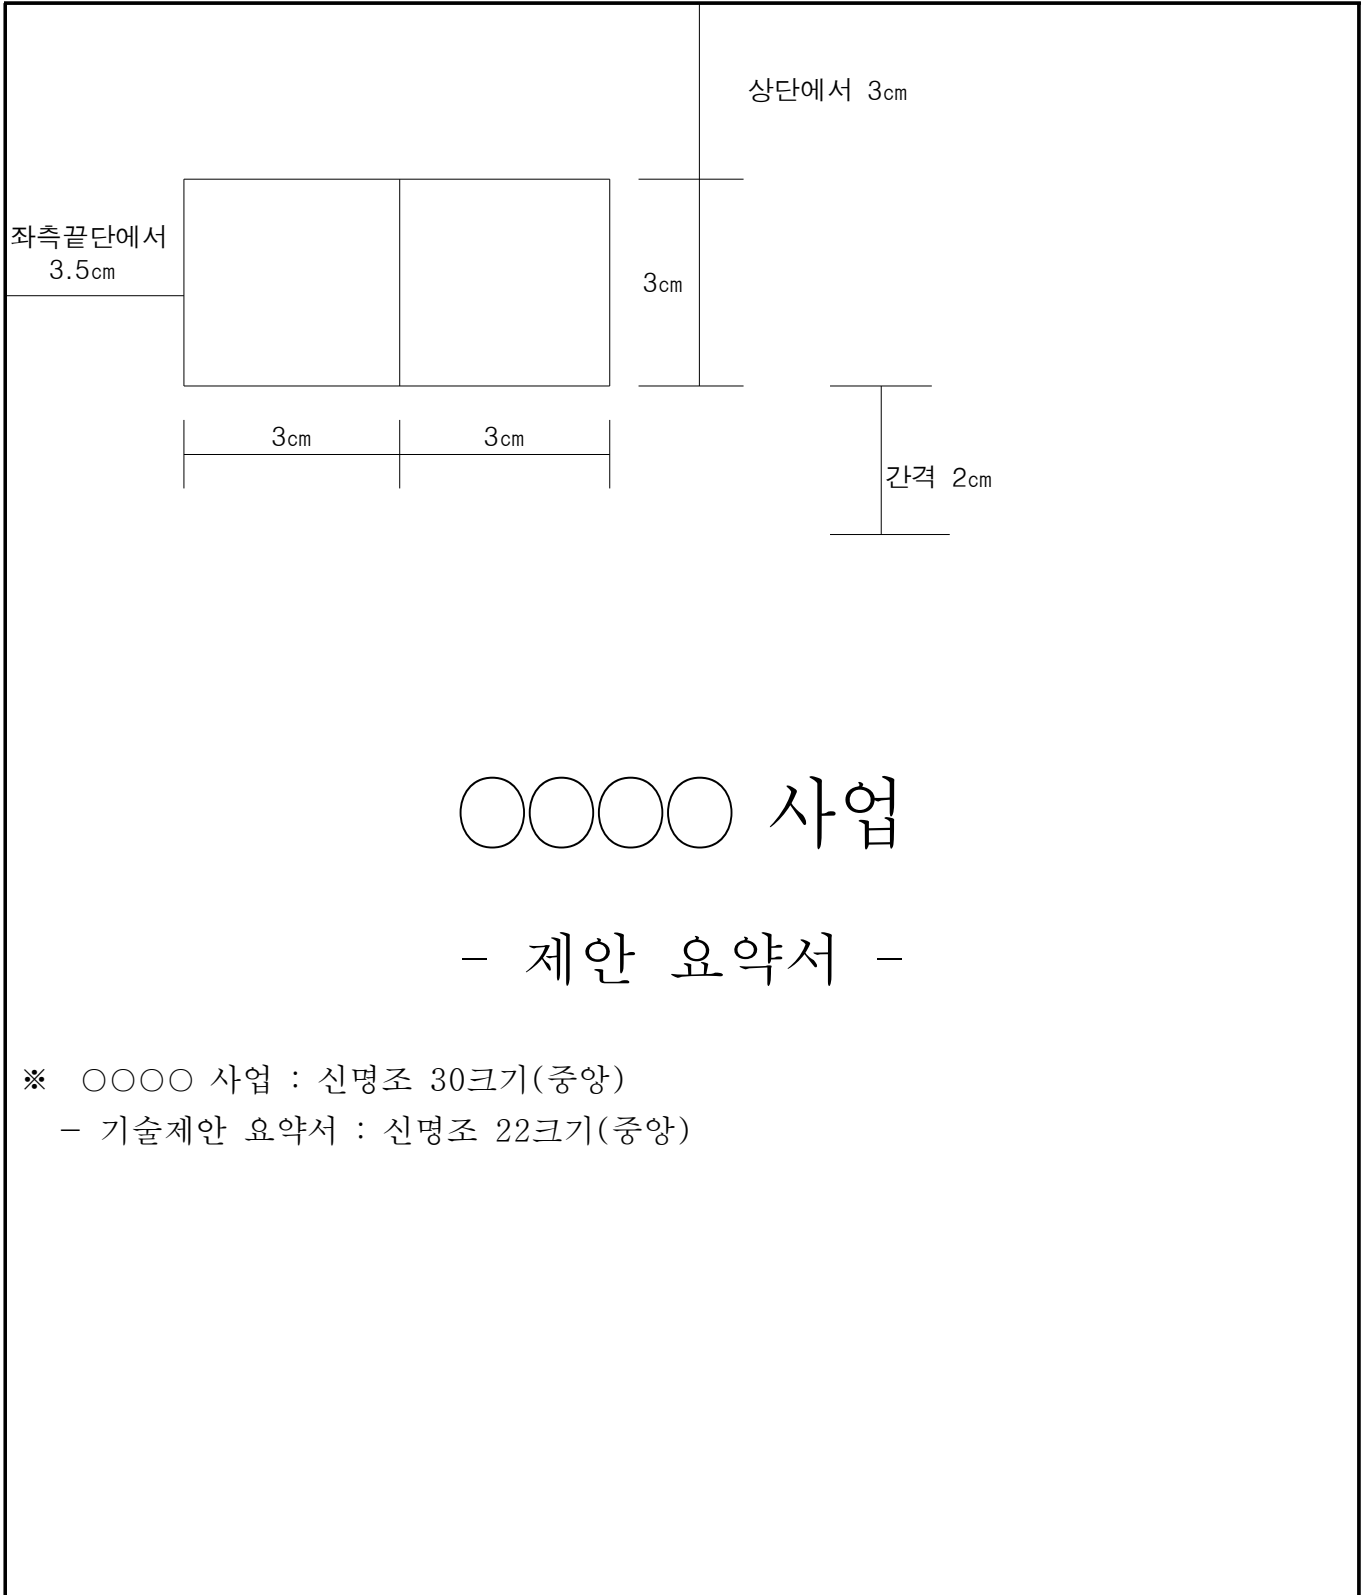 상단에서 3㎝
좌측끝단에서
3.5㎝
3㎝
3㎝ 3㎝
간격 2㎝
○○○○ 사업
- 제안 요약서 -
※ ○○○○ 사업 : 신명조 30크기(중앙)
- 기술제안 요약서 : 신명조 22크기(중앙)